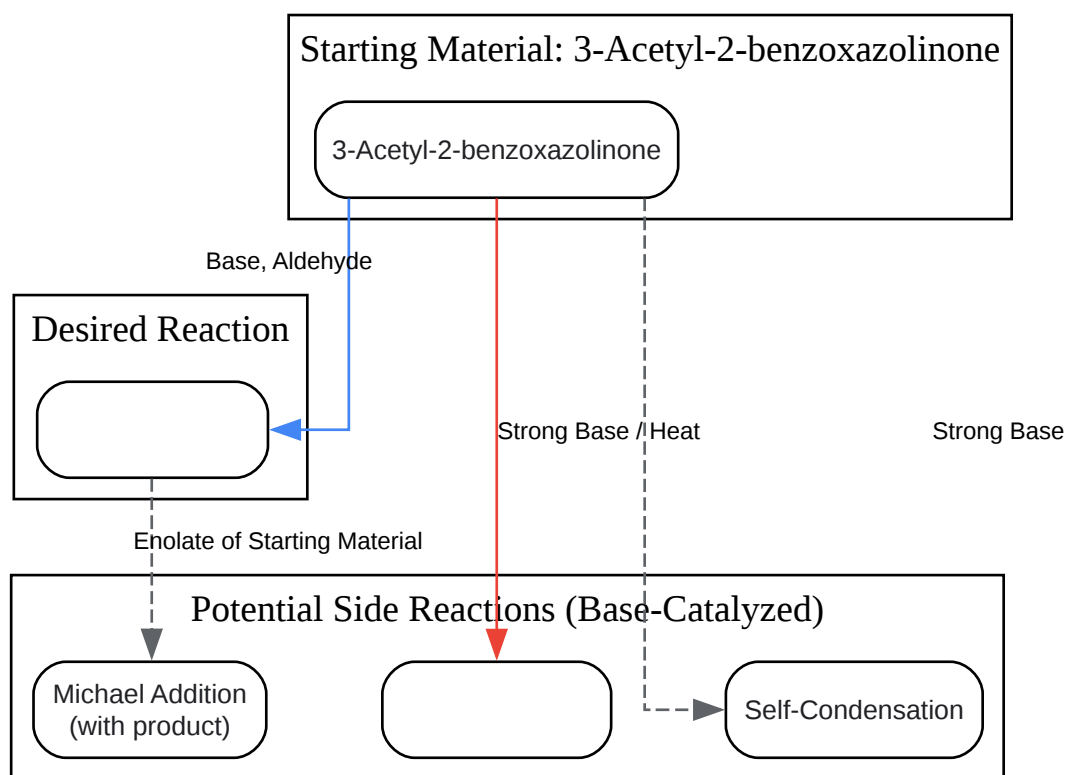 Starting Material: 3-Acetyl-2-benzoxazolinone
3-Acetyl-2-benzoxazolinone
Base, Aldehyde
Desired Reaction
Strong Base / Heat
Strong Base
Enolate of Starting Material
Potential Side Reactions (Base-Catalyzed)
Michael Addition
(with product)
Self-Condensation